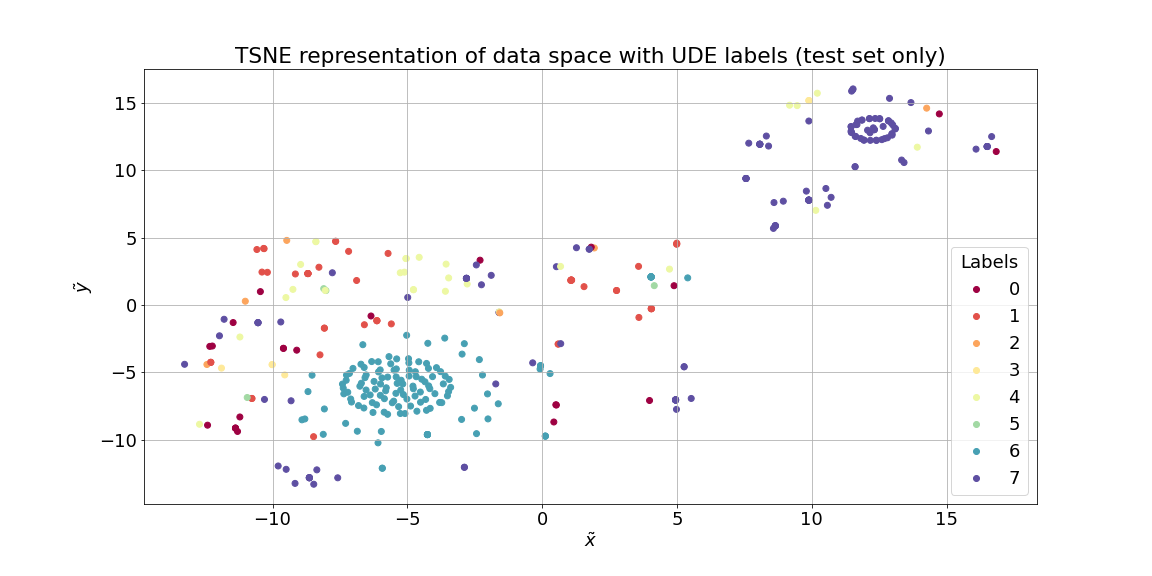 TSNE representation of data space with UDE labels (test set only)
15
10
5
0
−5
−10
ỹ
−10 −5 0 5 10 15
x̃
Labels
0
1
2
3
4
5
6
7